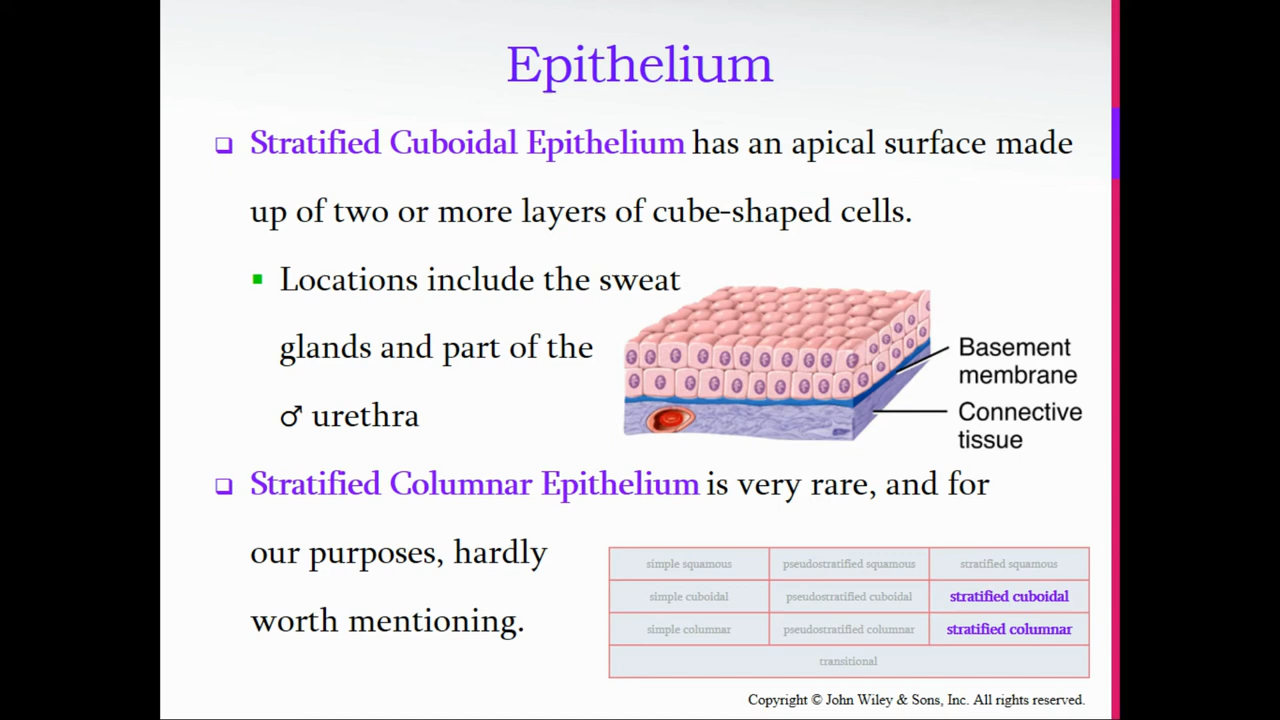 Epithelium
❑ Stratified Cuboidal Epithelium has an apical surface made
up of two or more layers of cube-shaped cells.
▪ Locations include the sweat
glands and part of the
♂ urethra
Basement
membrane
Connective
tissue
❑ Stratified Columnar Epithelium is very rare, and for
our purposes, hardly
worth mentioning.
simple squamous pseudostratified squamous stratified squamous
simple cuboidal pseudostratified cuboidal stratified cuboidal
simple columnar pseudostratified columnar stratified columnar
transitional
Copyright © John Wiley & Sons, Inc. All rights reserved.